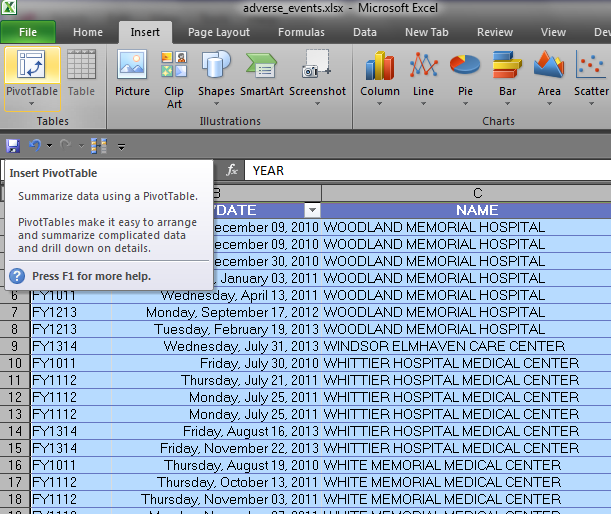 adverse_events.xlsx - Microsoft Excel
File Home Insert Page Layout Formulas Data New Tab Review View Dev
PivotTable Table Picture Clip Art Shapes SmartArt Screenshot Column Line Pie Bar Area Scatter
Tables Illustrations Charts
Insert PivotTable
Summarize data using a PivotTable.
PivotTables make it easy to arrange
and summarize complicated data
and drill down on details.
Press F1 for more help.
fx YEAR
B C
DATE NAME
ecember 09, 2010 WOODLAND MEMORIAL HOSPITAL
ecember 09, 2010 WOODLAND MEMORIAL HOSPITAL
ecember 30, 2010 WOODLAND MEMORIAL HOSPITAL
, January 03, 2011 WOODLAND MEMORIAL HOSPITAL
6 FY1011 Wednesday, April 13, 2011 WOODLAND MEMORIAL HOSPITAL
7 FY1213 Monday, September 17, 2012 WOODLAND MEMORIAL HOSPITAL
8 FY1213 Tuesday, February 19, 2013 WOODLAND MEMORIAL HOSPITAL
9 FY1314 Wednesday, July 31, 2013 WINDSOR ELMHAVEN CARE CENTER
10 FY1011 Friday, July 30, 2010 WHITTIER HOSPITAL MEDICAL CENTER
11 FY1112 Thursday, July 21, 2011 WHITTIER HOSPITAL MEDICAL CENTER
12 FY1112 Monday, July 25, 2011 WHITTIER HOSPITAL MEDICAL CENTER
13 FY1112 Monday, July 25, 2011 WHITTIER HOSPITAL MEDICAL CENTER
14 FY1314 Friday, August 16, 2013 WHITTIER HOSPITAL MEDICAL CENTER
15 FY1314 Friday, November 22, 2013 WHITTIER HOSPITAL MEDICAL CENTER
16 FY1011 Thursday, August 19, 2010 WHITE MEMORIAL MEDICAL CENTER
17 FY1112 Thursday, October 13, 2011 WHITE MEMORIAL MEDICAL CENTER
18 FY1112 Thursday, November 03, 2011 WHITE MEMORIAL MEDICAL CENTER